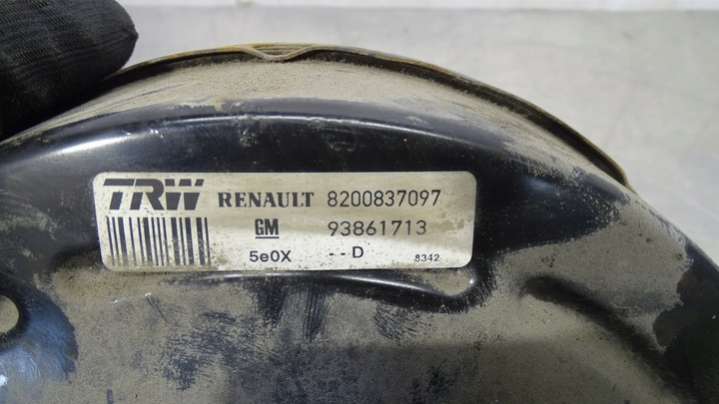 TRW RENAULT 8200837097
GM 93861713
5e0X --D 8342